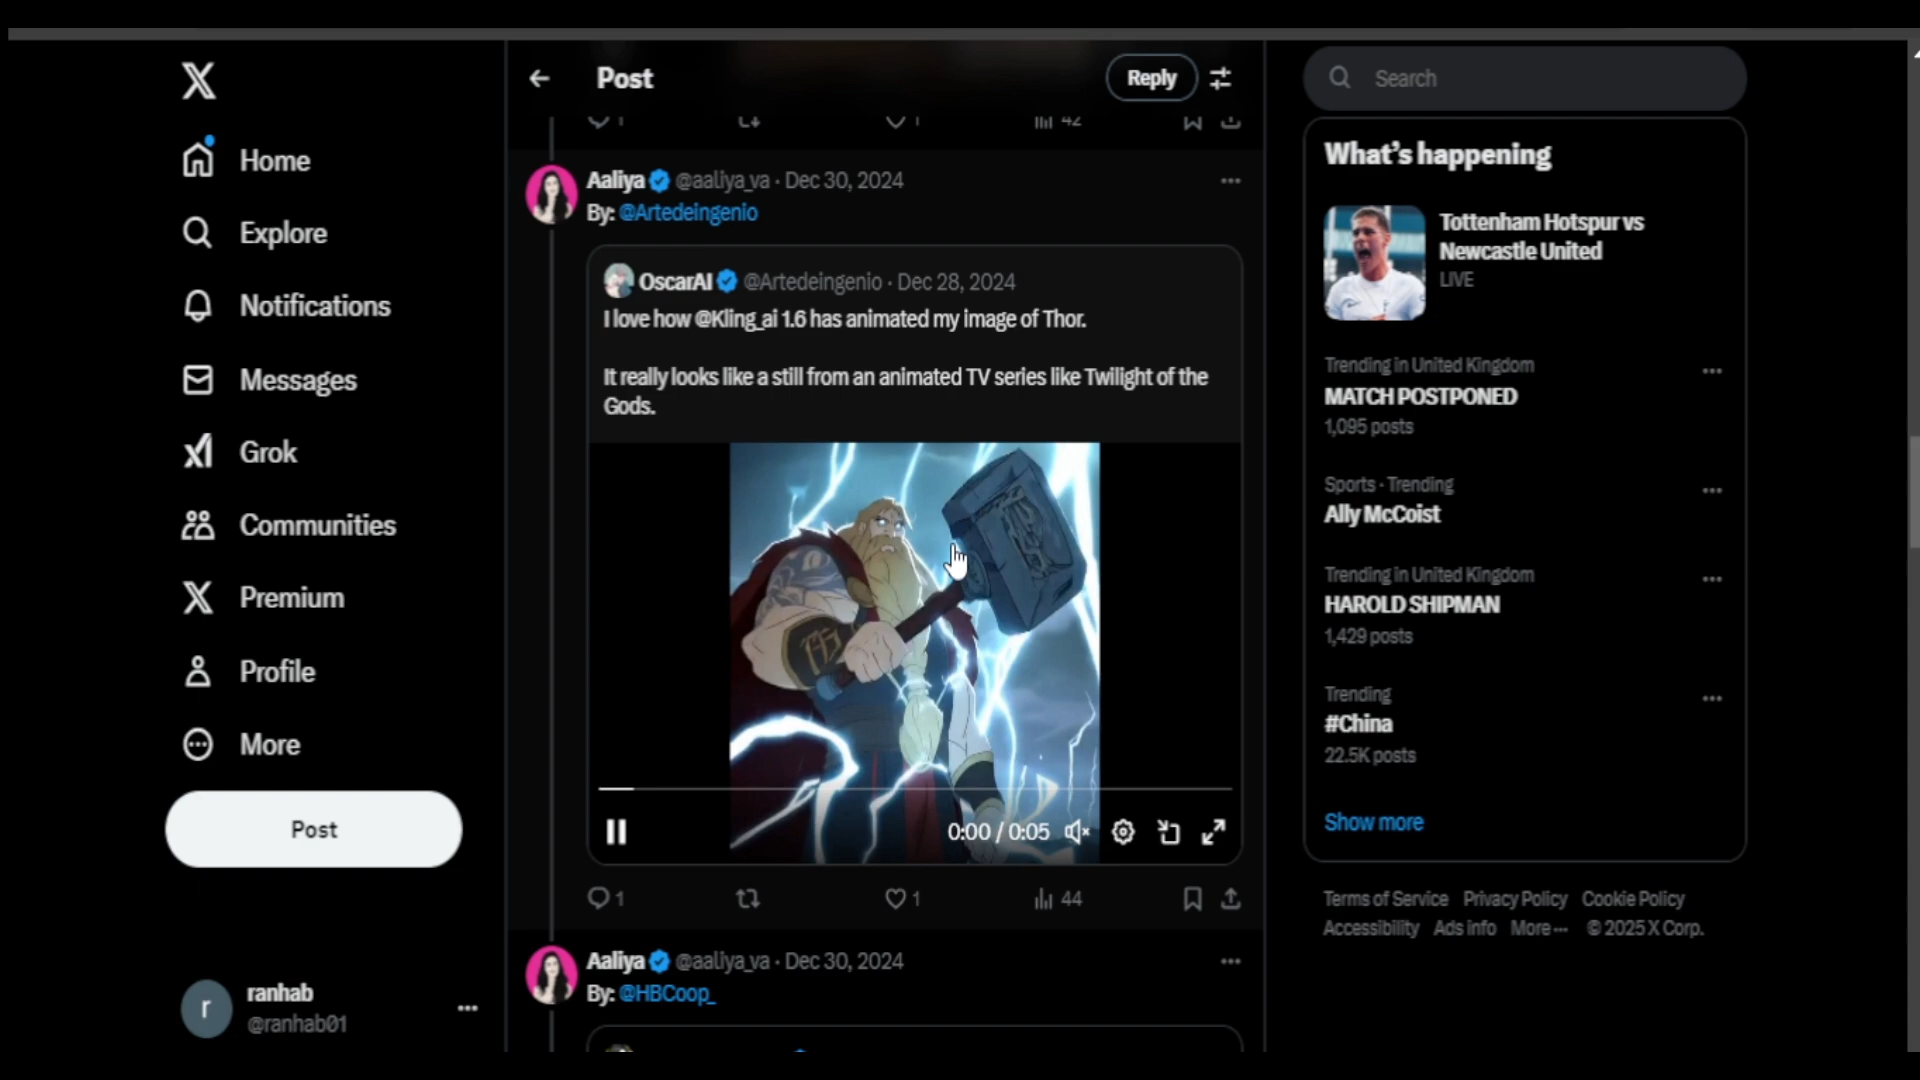 Home
Explore
Notifications
Messages
Grok
Communities
Premium
Profile
More
Post
r
ranhab
@ranhab01
Post
Reply
1
1
42
Aaliya @aaliya_va · Dec 30, 2024
By: @Artedeingenio
OscarAI @Artedeingenio · Dec 28, 2024
I love how @Kling_ai 1.6 has animated my image of Thor.
It really looks like a still from an animated TV series like Twilight of the
Gods.
0:00 / 0:05
1
1
44
Aaliya @aaliya_va · Dec 30, 2024
By: @HBCoop_
Search
What's happening
Tottenham Hotspur vs
Newcastle United
LIVE
Trending in United Kingdom
MATCH POSTPONED
1,095 posts
Sports · Trending
Ally McCoist
Trending in United Kingdom
HAROLD SHIPMAN
1,429 posts
Trending
#China
22.5K posts
Show more
Terms of Service Privacy Policy Cookie Policy
Accessibility Ads info More ··· © 2025 X Corp.